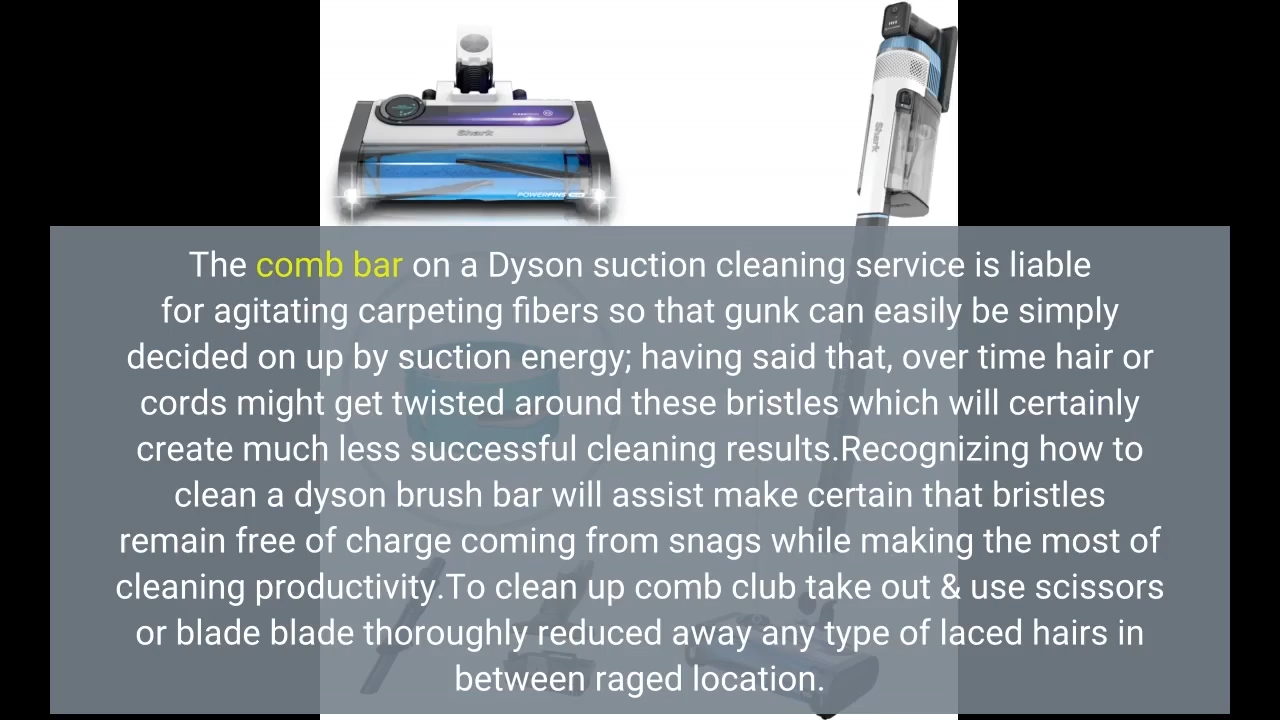 Shark
POWERFINS
Shark
The comb bar on a Dyson suction cleaning service is liable
for agitating carpeting fibers so that gunk can easily be simply
decided on up by suction energy; having said that, over time hair or
cords might get twisted around these bristles which will certainly
create much less successful cleaning results.Recognizing how to
clean a dyson brush bar will assist make certain that bristles
remain free of charge coming from snags while making the most of
cleaning productivity.To clean up comb club take out & use scissors
or blade blade thoroughly reduced away any type of laced hairs in
between raged location.